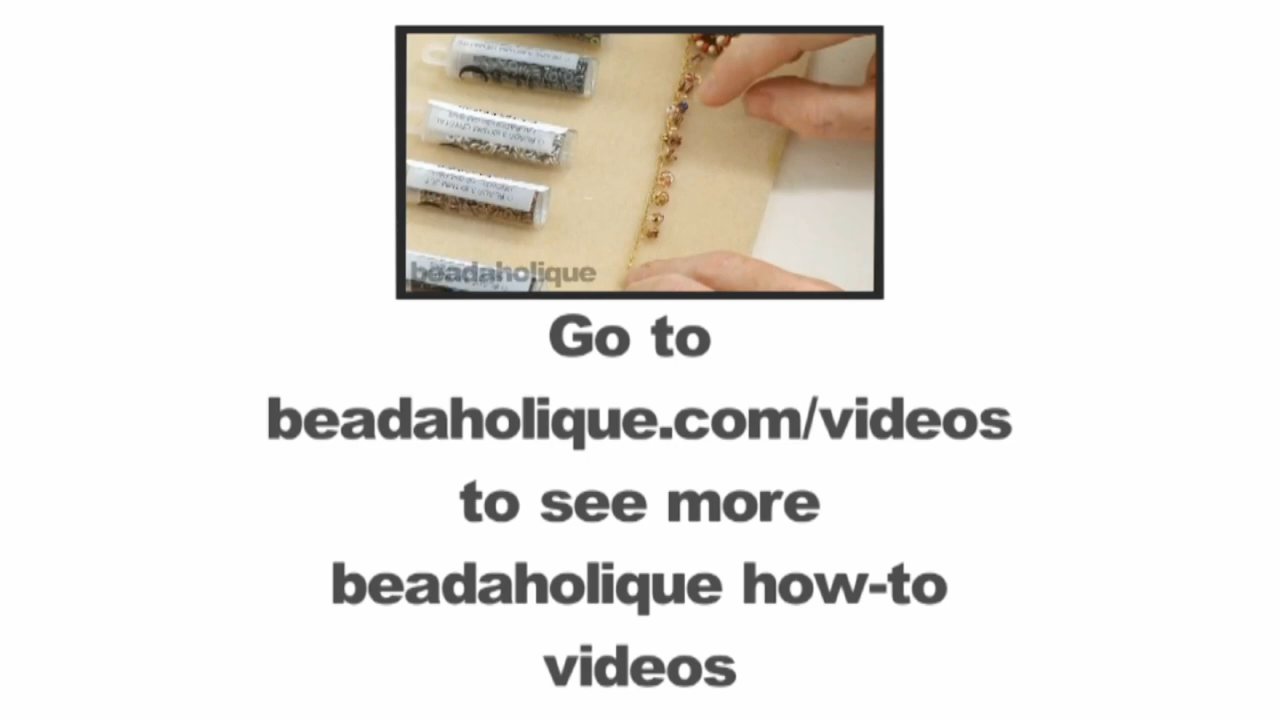 beadaholique
Go to
beadaholique.com/videos
to see more
beadaholique how-to
videos